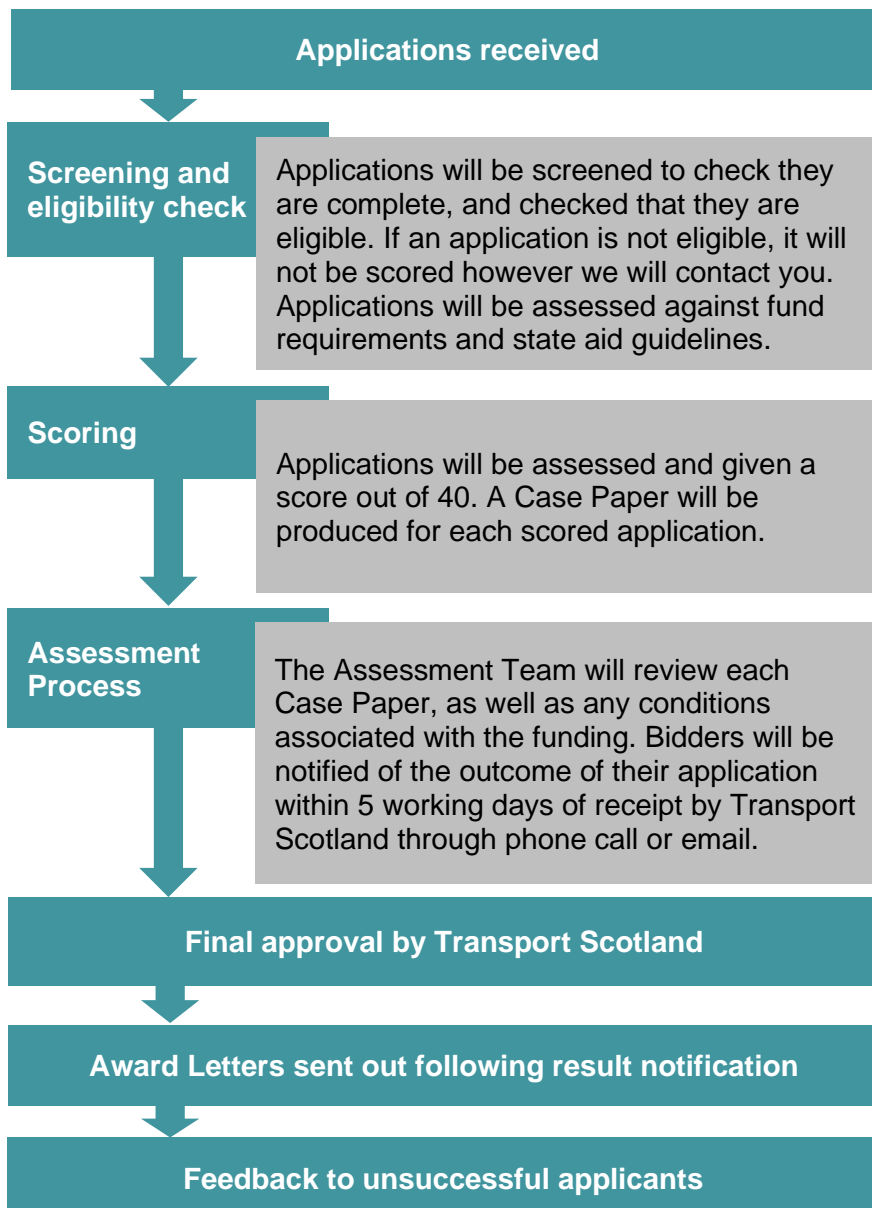 Applications received
Screening and
eligibility check
Applications will be screened to check they
are complete, and checked that they are
eligible. If an application is not eligible, it will
not be scored however we will contact you.
Applications will be assessed against fund
requirements and state aid guidelines.
Scoring
Applications will be assessed and given a
score out of 40. A Case Paper will be
produced for each scored application.
Assessment
Process
The Assessment Team will review each
Case Paper, as well as any conditions
associated with the funding. Bidders will be
notified of the outcome of their application
within 5 working days of receipt by Transport
Scotland through phone call or email.
Final approval by Transport Scotland
Award Letters sent out following result notification
Feedback to unsuccessful applicants